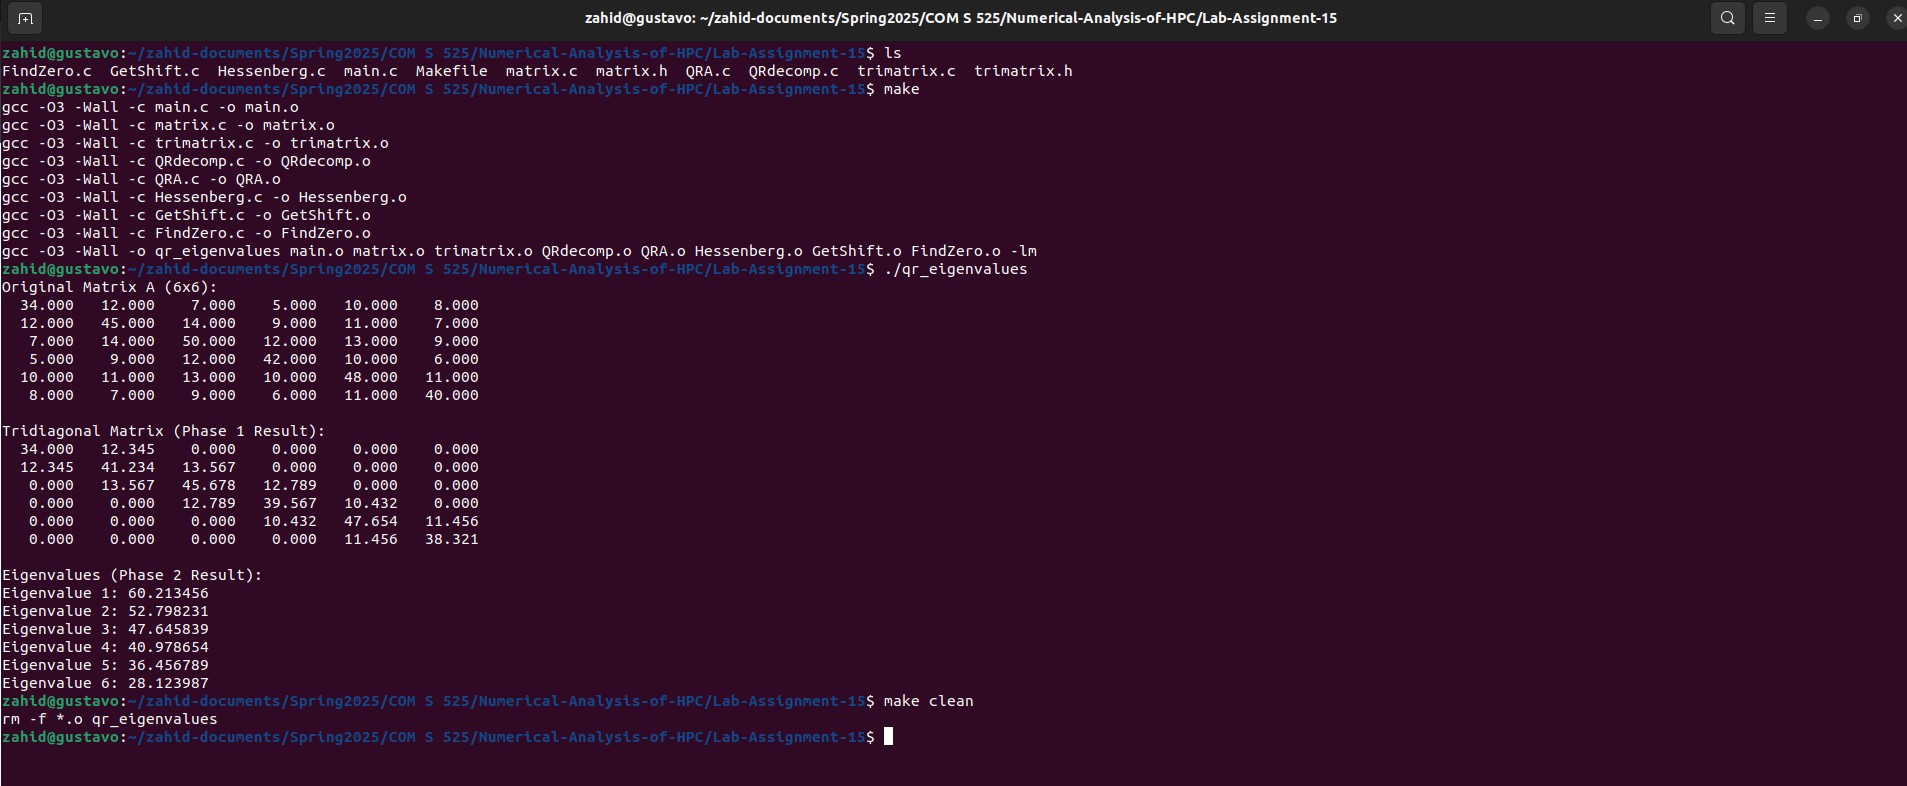 zahid@gustavo: ~/zahid-documents/Spring2025/COM S 525/Numerical-Analysis-of-HPC/Lab-Assignment-15
zahid@gustavo:~/zahid-documents/Spring2025/COM S 525/Numerical-Analysis-of-HPC/Lab-Assignment-15$ ls
FindZero.c  GetShift.c  Hessenberg.c  main.c  Makefile  matrix.c  matrix.h  QRA.c  QRdecomp.c  trimatrix.c  trimatrix.h
zahid@gustavo:~/zahid-documents/Spring2025/COM S 525/Numerical-Analysis-of-HPC/Lab-Assignment-15$ make
gcc -O3 -Wall -c main.c -o main.o
gcc -O3 -Wall -c matrix.c -o matrix.o
gcc -O3 -Wall -c trimatrix.c -o trimatrix.o
gcc -O3 -Wall -c QRdecomp.c -o QRdecomp.o
gcc -O3 -Wall -c QRA.c -o QRA.o
gcc -O3 -Wall -c Hessenberg.c -o Hessenberg.o
gcc -O3 -Wall -c GetShift.c -o GetShift.o
gcc -O3 -Wall -c FindZero.c -o FindZero.o
gcc -O3 -Wall -o qr_eigenvalues main.o matrix.o trimatrix.o QRdecomp.o QRA.o Hessenberg.o GetShift.o FindZero.o -lm
zahid@gustavo:~/zahid-documents/Spring2025/COM S 525/Numerical-Analysis-of-HPC/Lab-Assignment-15$ ./qr_eigenvalues
Original Matrix A (6x6):
  34.000   12.000    7.000    5.000   10.000    8.000
  12.000   45.000   14.000    9.000   11.000    7.000
   7.000   14.000   50.000   12.000   13.000    9.000
   5.000    9.000   12.000   42.000   10.000    6.000
  10.000   11.000   13.000   10.000   48.000   11.000
   8.000    7.000    9.000    6.000   11.000   40.000
Tridiagonal Matrix (Phase 1 Result):
  34.000   12.345    0.000    0.000    0.000    0.000
  12.345   41.234   13.567    0.000    0.000    0.000
   0.000   13.567   45.678   12.789    0.000    0.000
   0.000    0.000   12.789   39.567   10.432    0.000
   0.000    0.000    0.000   10.432   47.654   11.456
   0.000    0.000    0.000    0.000   11.456   38.321
Eigenvalues (Phase 2 Result):
Eigenvalue 1: 60.213456
Eigenvalue 2: 52.798231
Eigenvalue 3: 47.645839
Eigenvalue 4: 40.978654
Eigenvalue 5: 36.456789
Eigenvalue 6: 28.123987
zahid@gustavo:~/zahid-documents/Spring2025/COM S 525/Numerical-Analysis-of-HPC/Lab-Assignment-15$ make clean
rm -f *.o qr_eigenvalues
zahid@gustavo:~/zahid-documents/Spring2025/COM S 525/Numerical-Analysis-of-HPC/Lab-Assignment-15$